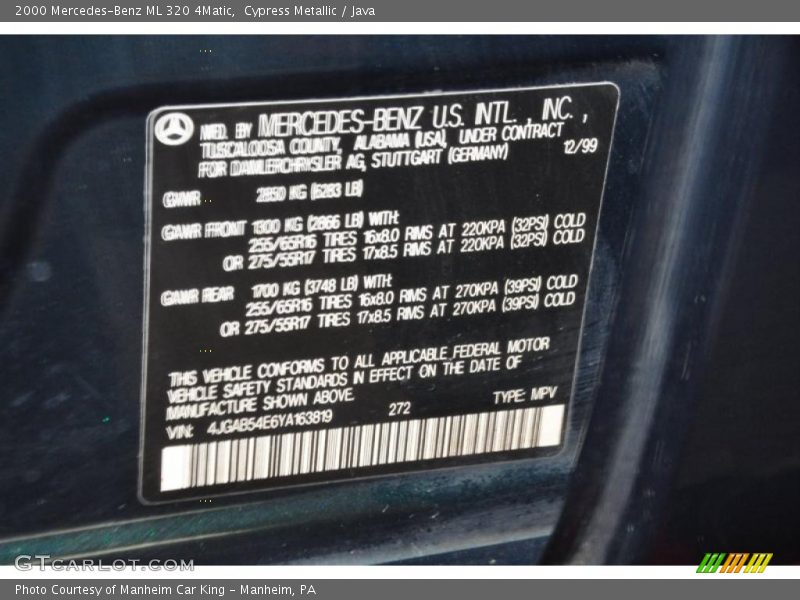 2000 Mercedes-Benz ML 320 4Matic,  Cypress Metallic / Java
MFD. BY MERCEDES-BENZ U.S. INTL., INC.,
TUSCALOOSA COUNTY, ALABAMA (USA), UNDER CONTRACT
FOR DAIMLERCHRYSLER AG, STUTTGART (GERMANY) 12/99
GVWR 2850 KG (6283 LB)
GAWR FRONT 1300 KG (2866 LB) WITH:
255/65R16 TIRES 16x8.0 RIMS AT 220KPA (32PSI) COLD
OR 275/55R17 TIRES 17x8.5 RIMS AT 220KPA (32PSI) COLD
GAWR REAR 1700 KG (3748 LB) WITH:
255/65R16 TIRES 16x8.0 RIMS AT 270KPA (39PSI) COLD
OR 275/55R17 TIRES 17x8.5 RIMS AT 270KPA (39PSI) COLD
THIS VEHICLE CONFORMS TO ALL APPLICABLE FEDERAL MOTOR
VEHICLE SAFETY STANDARDS IN EFFECT ON THE DATE OF
MANUFACTURE SHOWN ABOVE.
VIN: 4JGAB54E6YA163819 272 TYPE: MPV
GTCARLOT.COM
Photo Courtesy of Manheim Car King - Manheim, PA